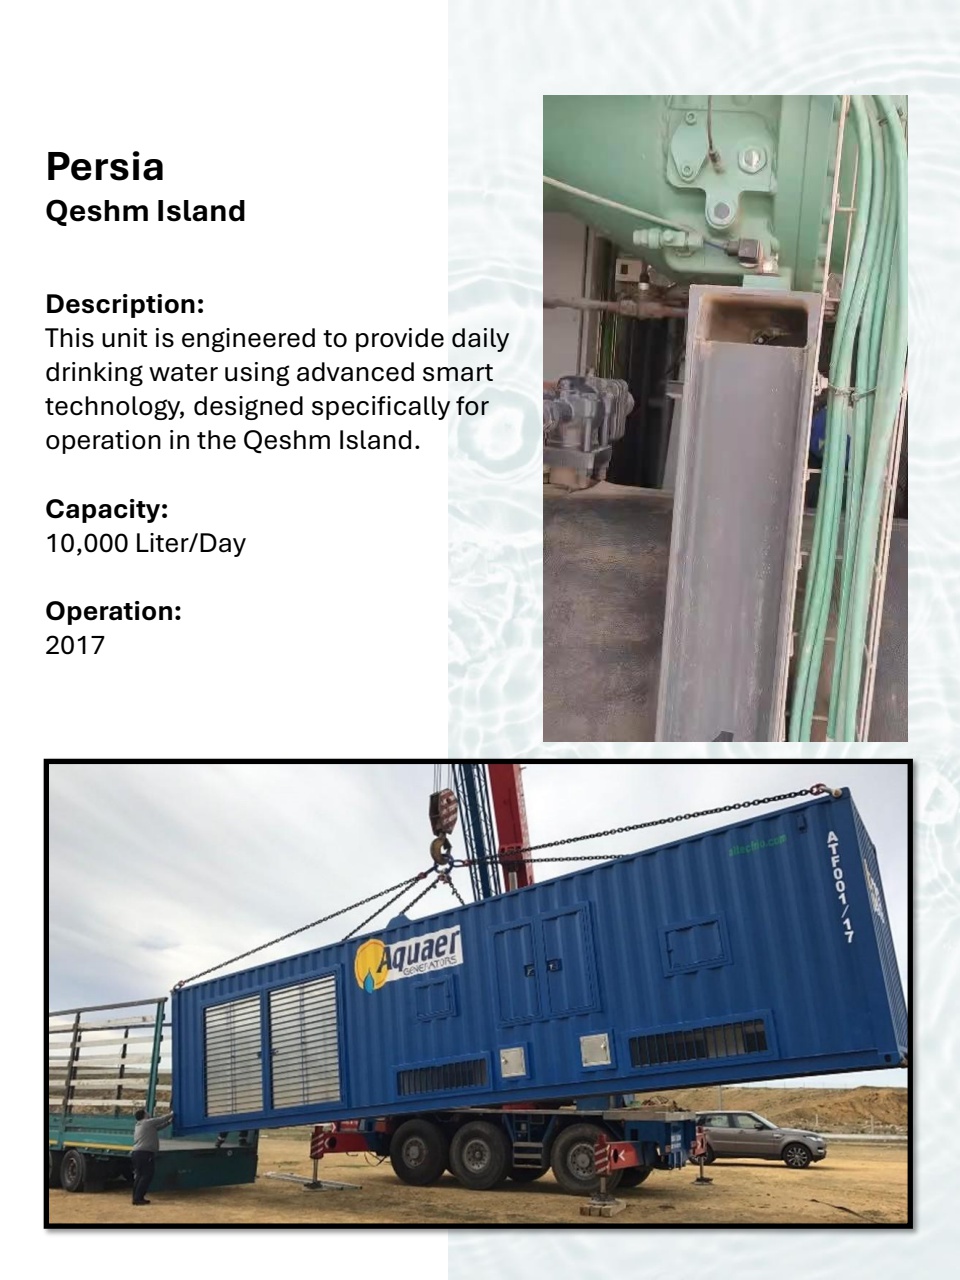 Persia
Qeshm Island
Description:
This unit is engineered to provide daily
drinking water using advanced smart
technology, designed specifically for
operation in the Qeshm Island.
Capacity:
10,000 Liter/Day
Operation:
2017
Aquaer
GENERATORS
ATF001/17